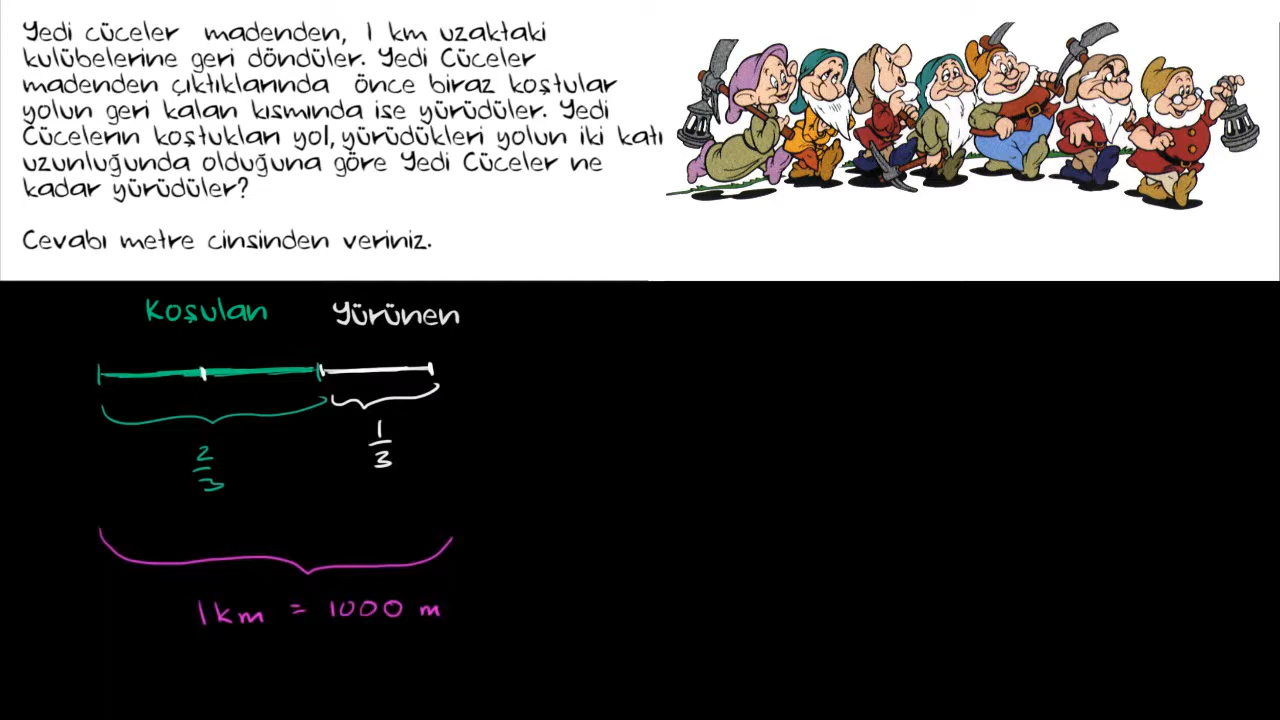 Yedi cüceler madenden, 1 km uzaktaki
kulübelerine geri döndüler. Yedi Cüceler
madenden çıktıklarında önce biraz koştular
yolun geri kalan kısmında ise yürüdüler. Yedi
Cücelerin koştukları yol, yürüdükleri yolun iki katı
uzunluğunda olduğuna göre Yedi Cüceler ne
kadar yürüdüler?
Cevabı metre cinsinden veriniz.
Koşulan Yürünen
2/3 1/3
1 km = 1000 m